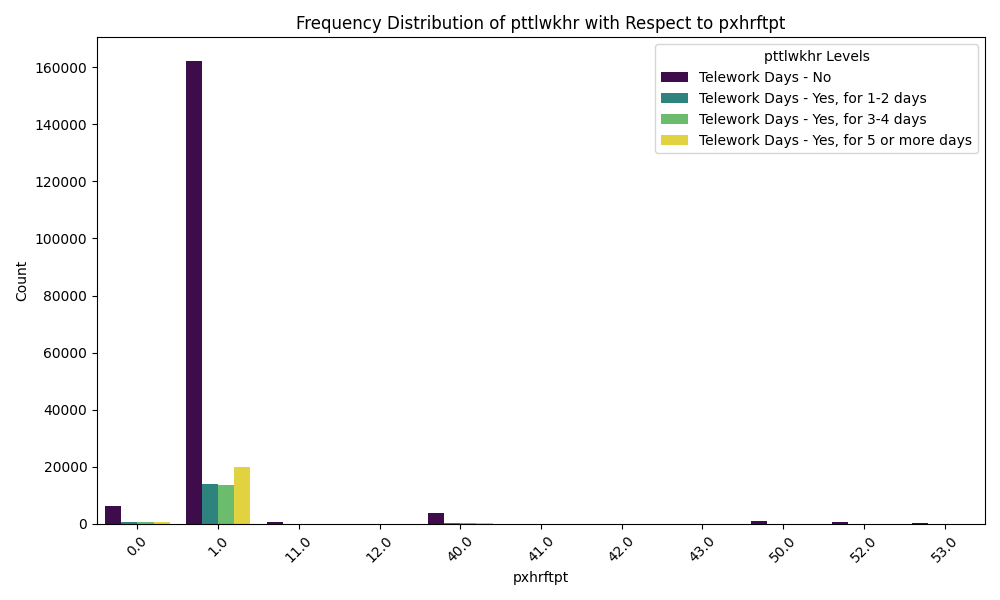 Frequency Distribution of pttlwkhr with Respect to pxhrftpt
pttlwkhr Levels
Telework Days - No
Telework Days - Yes, for 1-2 days
Telework Days - Yes, for 3-4 days
Telework Days - Yes, for 5 or more days
160000
140000
120000
100000
80000
60000
40000
20000
0
Count
0.0
1.0
11.0
12.0
40.0
41.0
42.0
43.0
50.0
52.0
53.0
pxhrftpt